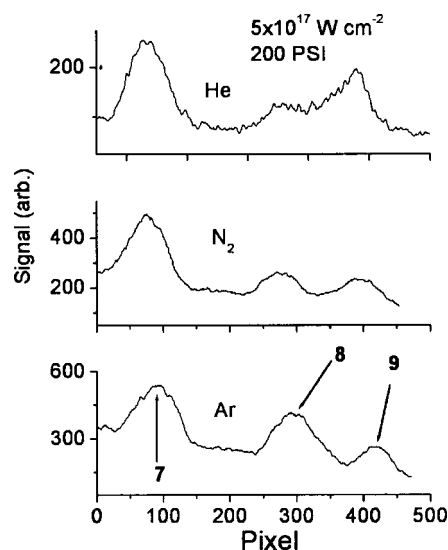 5x10¹⁷ W cm⁻²
200 PSI
200
He
Signal (arb.)
400
200
N₂
600
300
Ar
7
8
9
0 100 200 300 400 500
Pixel